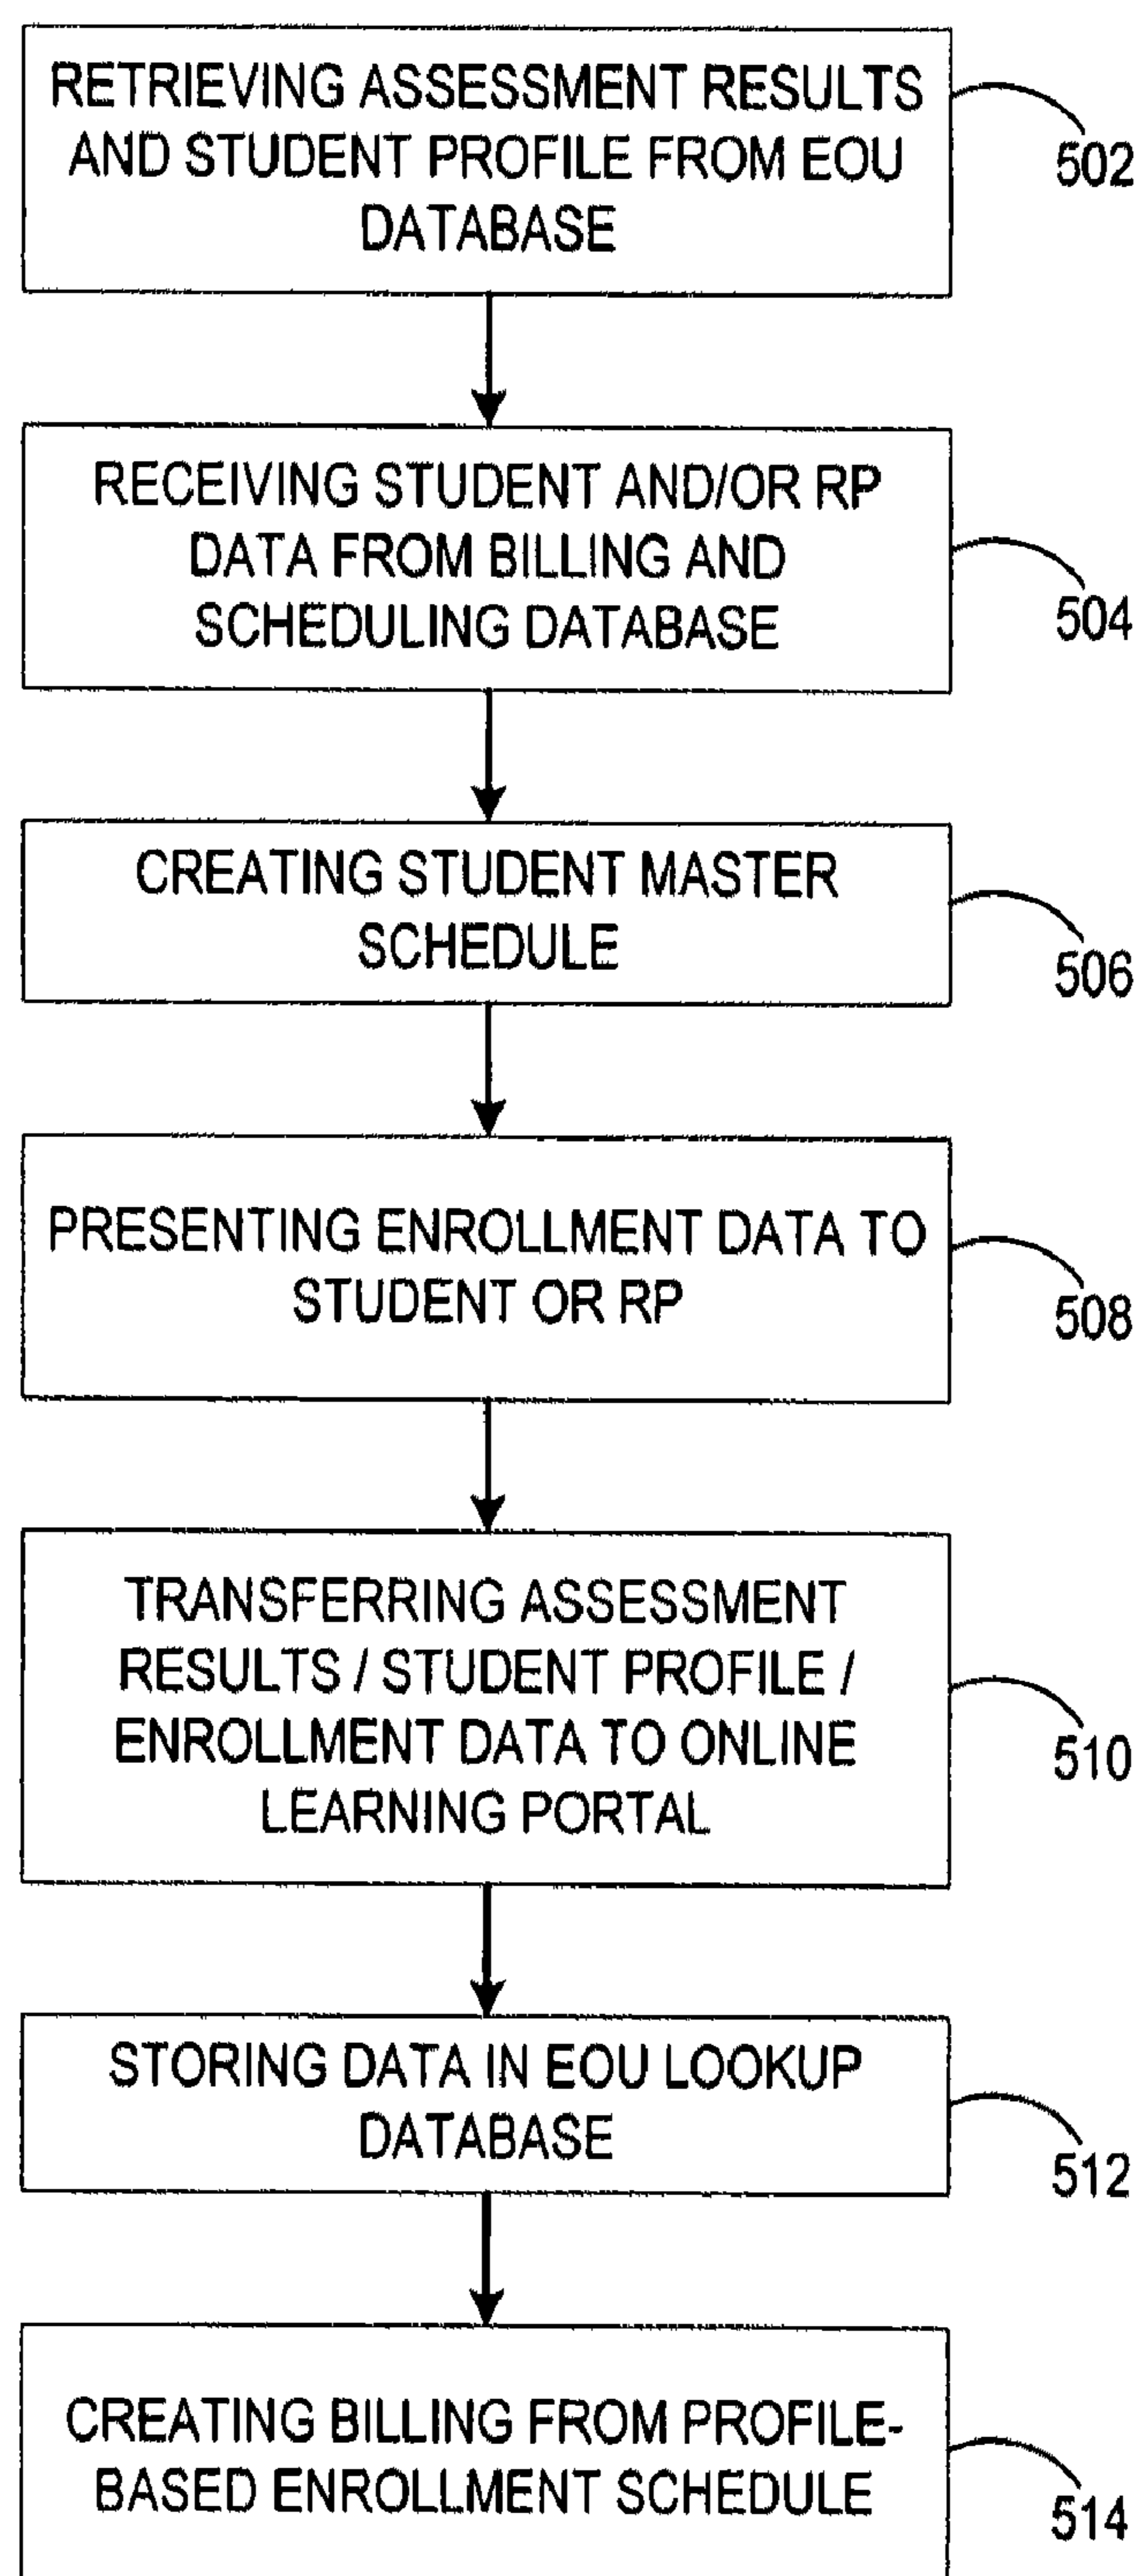 RETRIEVING ASSESSMENT RESULTS
AND STUDENT PROFILE FROM EOU
DATABASE
502
RECEIVING STUDENT AND/OR RP
DATA FROM BILLING AND
SCHEDULING DATABASE
504
CREATING STUDENT MASTER
SCHEDULE
506
PRESENTING ENROLLMENT DATA TO
STUDENT OR RP
508
TRANSFERRING ASSESSMENT
RESULTS / STUDENT PROFILE /
ENROLLMENT DATA TO ONLINE
LEARNING PORTAL
510
STORING DATA IN EOU LOOKUP
DATABASE
512
CREATING BILLING FROM PROFILE-
BASED ENROLLMENT SCHEDULE
514